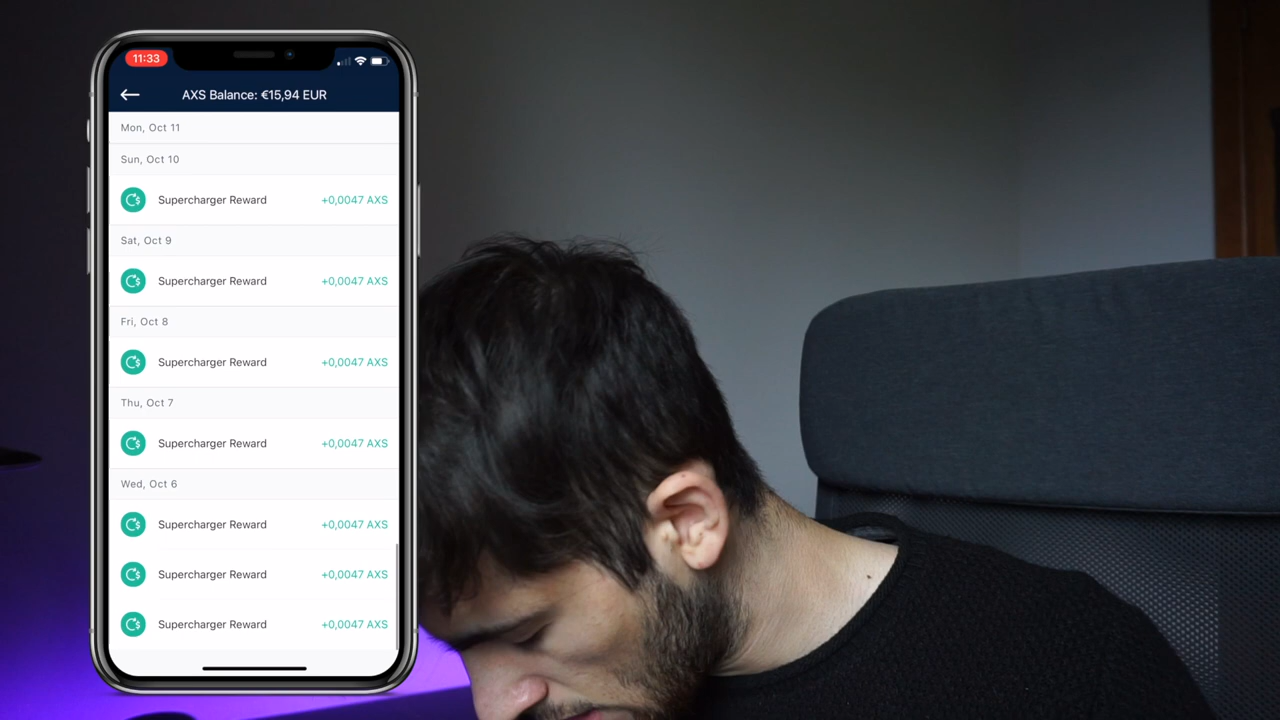 11:33
AXS Balance: €15,94 EUR
Mon, Oct 11
Sun, Oct 10
Supercharger Reward +0,0047 AXS
Sat, Oct 9
Supercharger Reward +0,0047 AXS
Fri, Oct 8
Supercharger Reward +0,0047 AXS
Thu, Oct 7
Supercharger Reward +0,0047 AXS
Wed, Oct 6
Supercharger Reward +0,0047 AXS
Supercharger Reward +0,0047 AXS
Supercharger Reward +0,0047 AXS